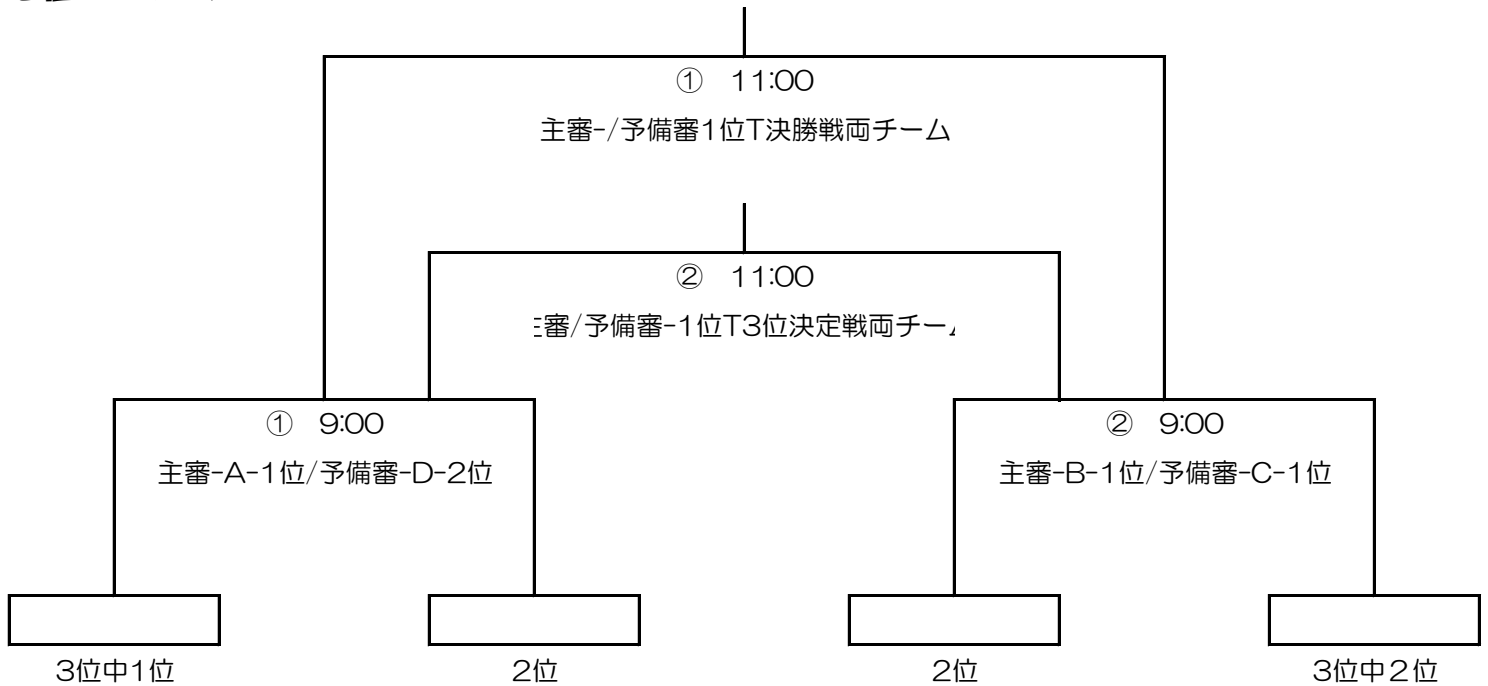 ① 11:00
主審-/予備審1位T決勝戦両チーム
② 11:00
審/予備審-1位T3位決定戦両チー
① 9:00
② 9:00
主審-A-1位/予備審-D-2位
主審-B-1位/予備審-C-1位
3位中1位
2位
2位
3位中２位